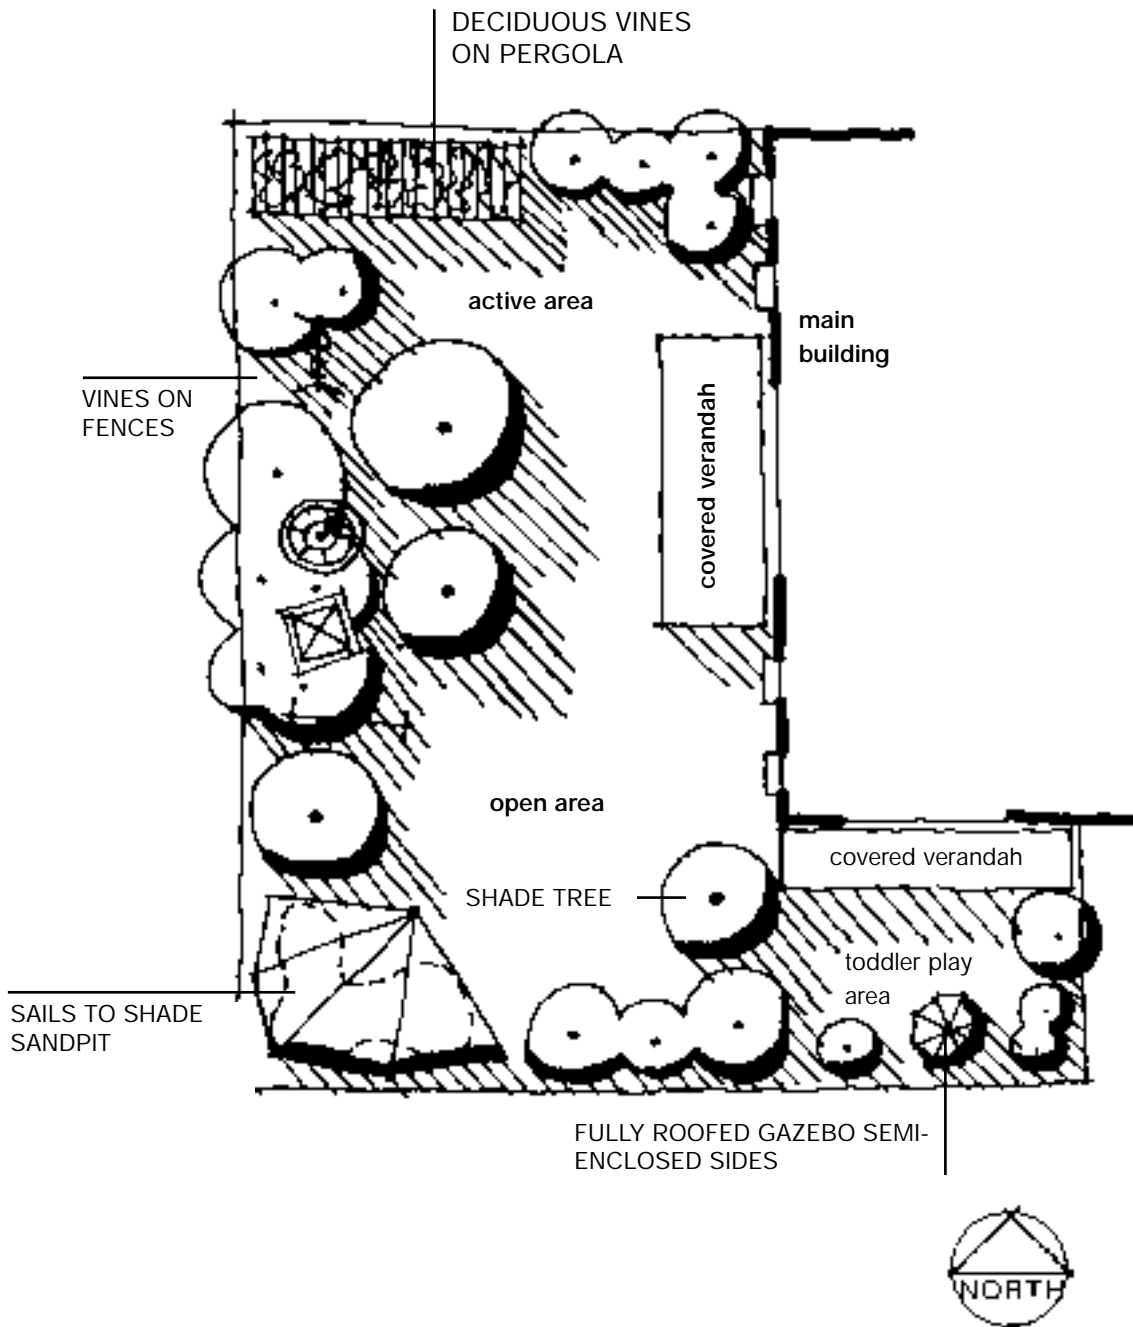 DECIDUOUS VINES
ON PERGOLA
active area
main
building
VINES ON
FENCES
covered verandah
open area
covered verandah
SHADE TREE
toddler play
area
SAILS TO SHADE
SANDPIT
FULLY ROOFED GAZEBO SEMI-
ENCLOSED SIDES
NORTH